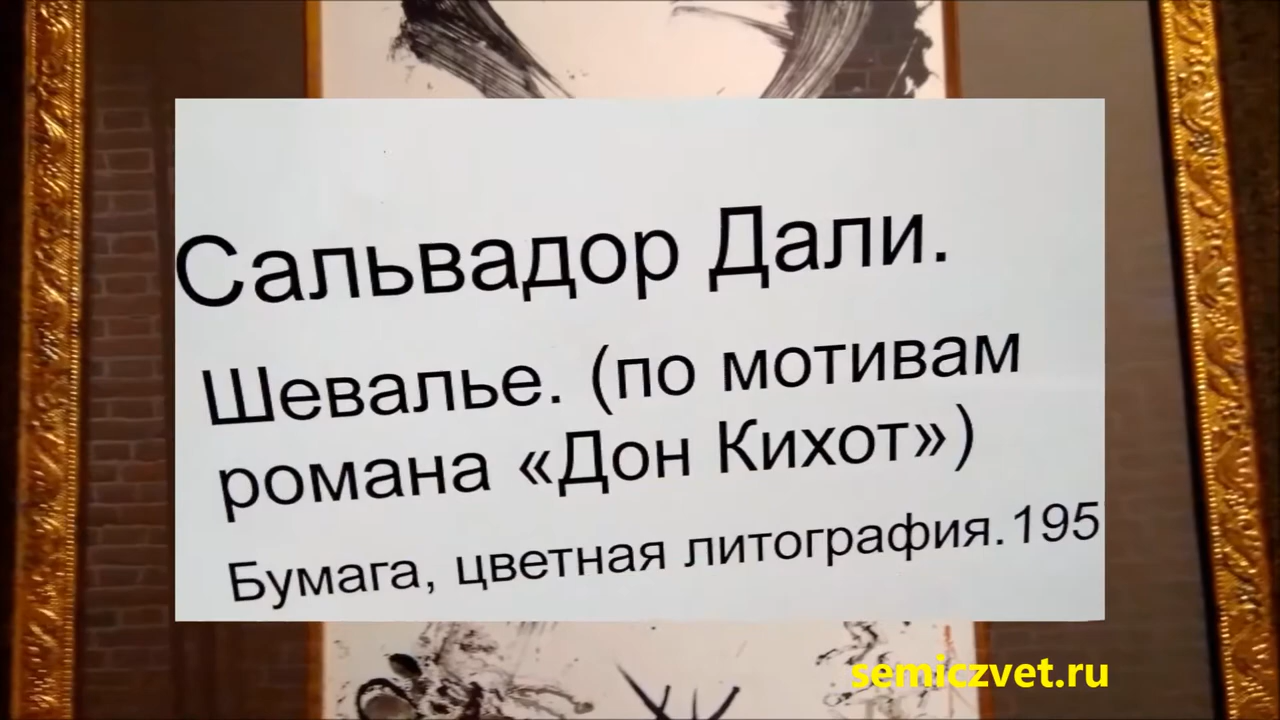 Сальвадор Дали.
Шевалье. (по мотивам
романа «Дон Кихот»)
Бумага, цветная литография.195
semiczvet.ru